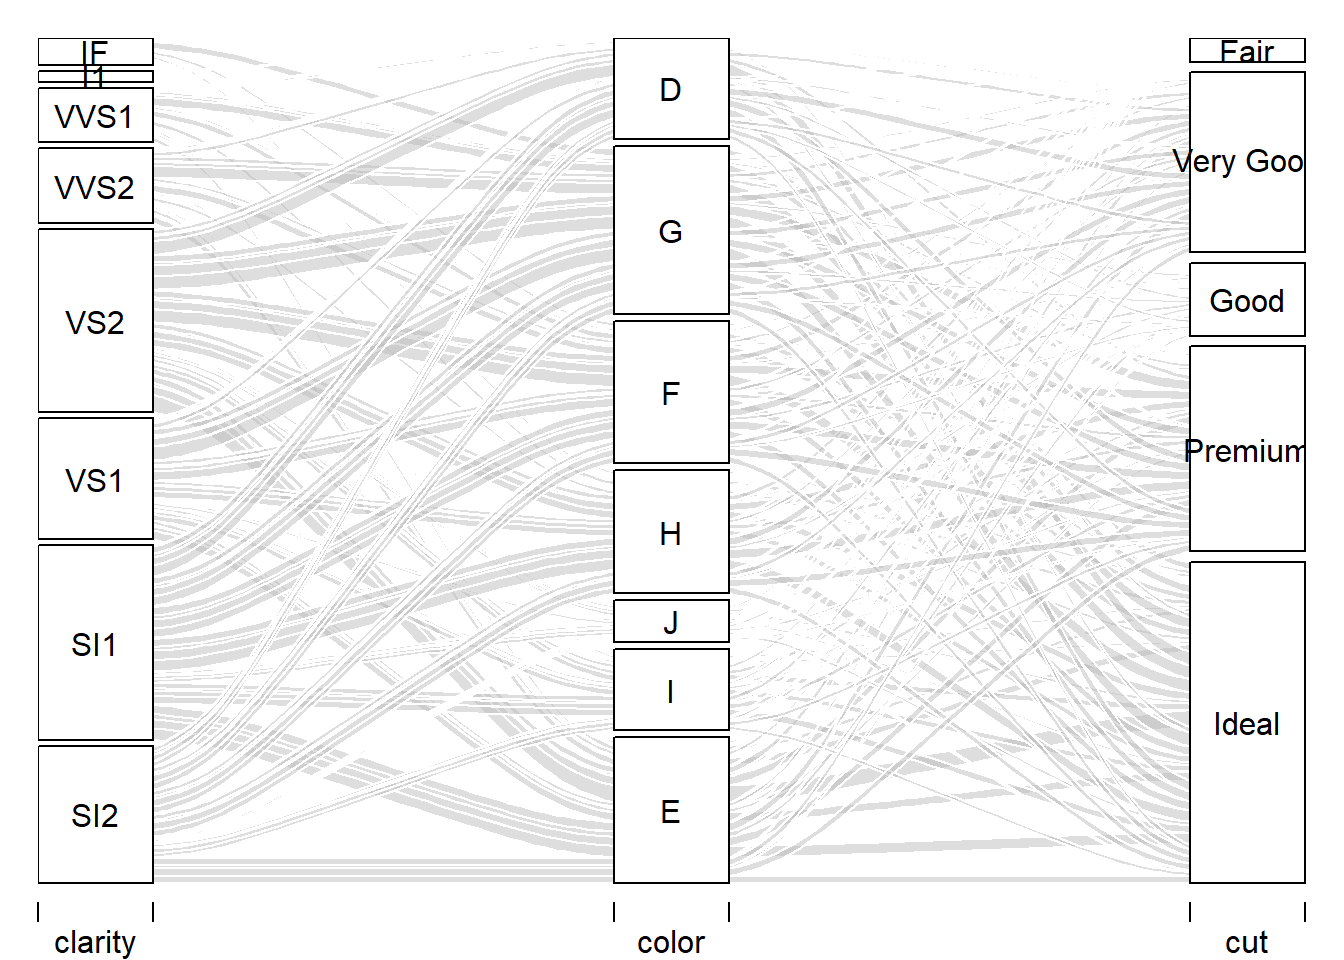 IF
I1
VVS1
VVS2
VS2
VS1
SI1
SI2
D
G
F
H
J
I
E
Fair
Very Goo
Good
Premium
Ideal
clarity
color
cut